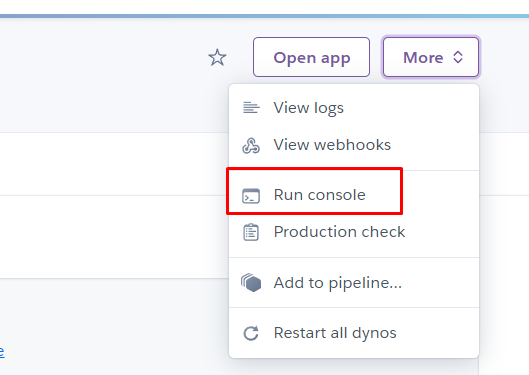 Open app
More
View logs
View webhooks
Run console
Production check
Add to pipeline...
Restart all dynos
e